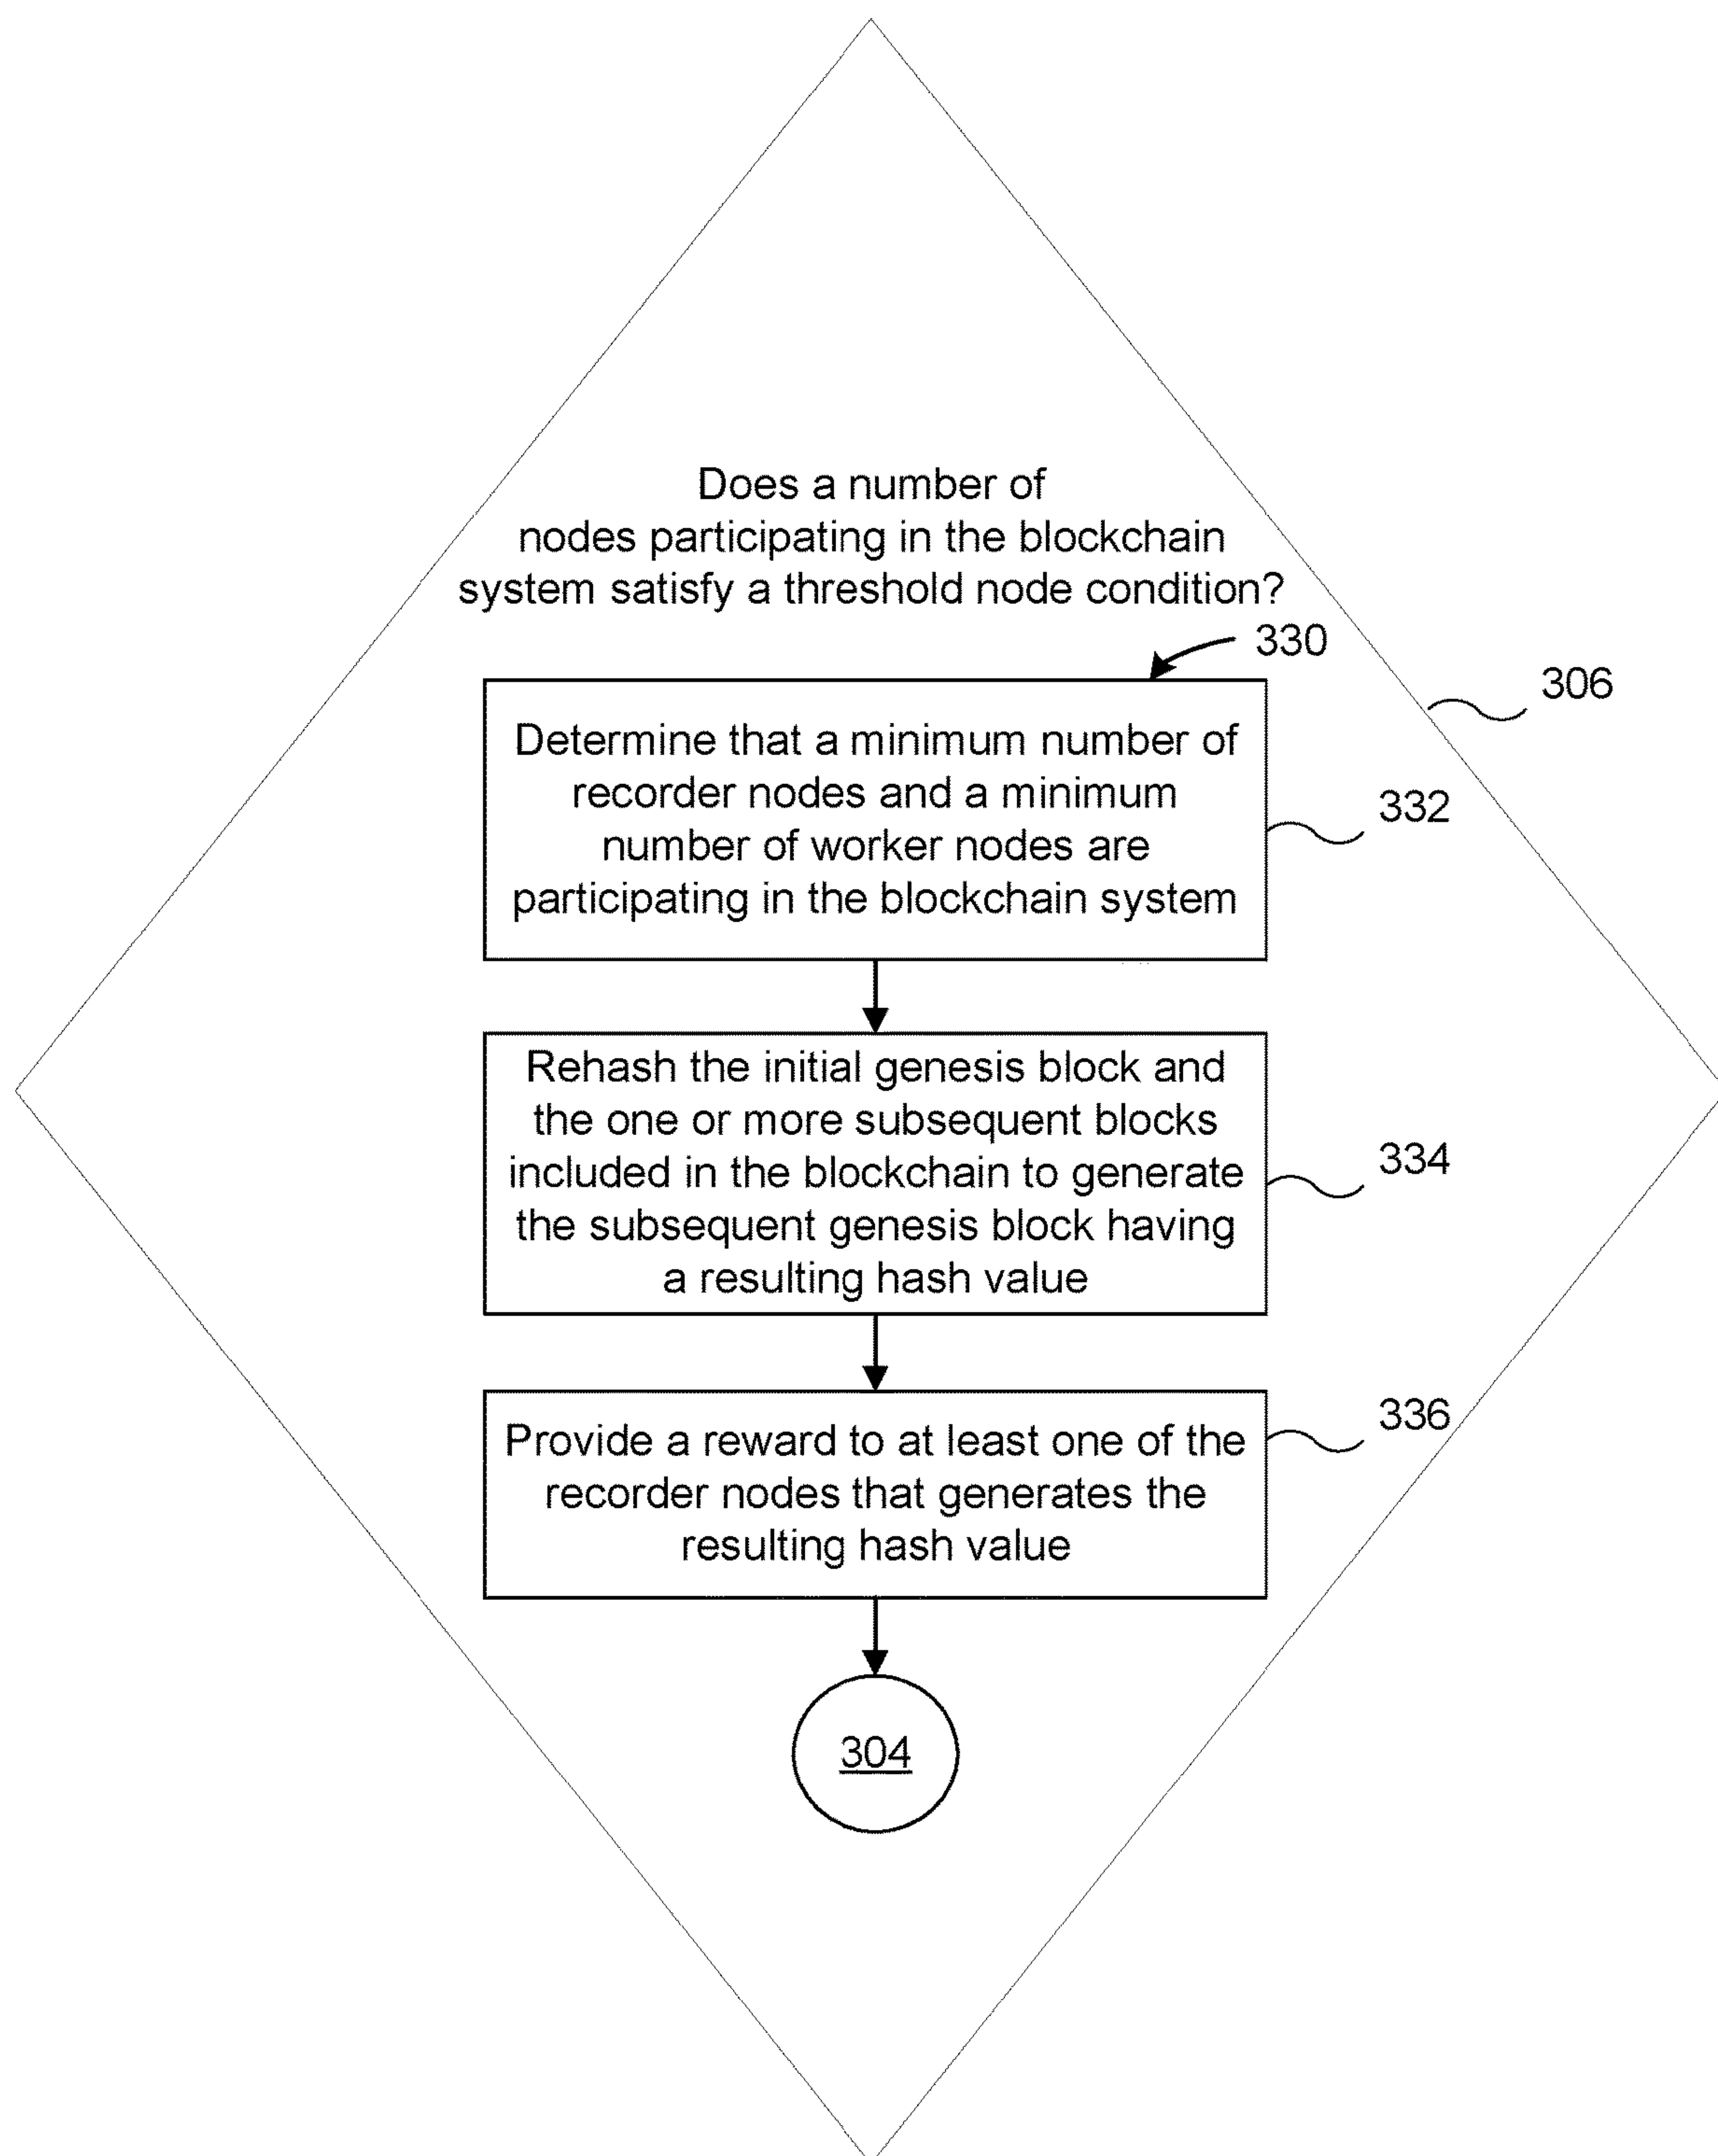 Does a number of
nodes participating in the blockchain
system satisfy a threshold node condition?
330
306
Determine that a minimum number of
recorder nodes and a minimum
number of worker nodes are
participating in the blockchain system
332
Rehash the initial genesis block and
the one or more subsequent blocks
included in the blockchain to generate
the subsequent genesis block having
a resulting hash value
334
Provide a reward to at least one of the
recorder nodes that generates the
resulting hash value
336
304